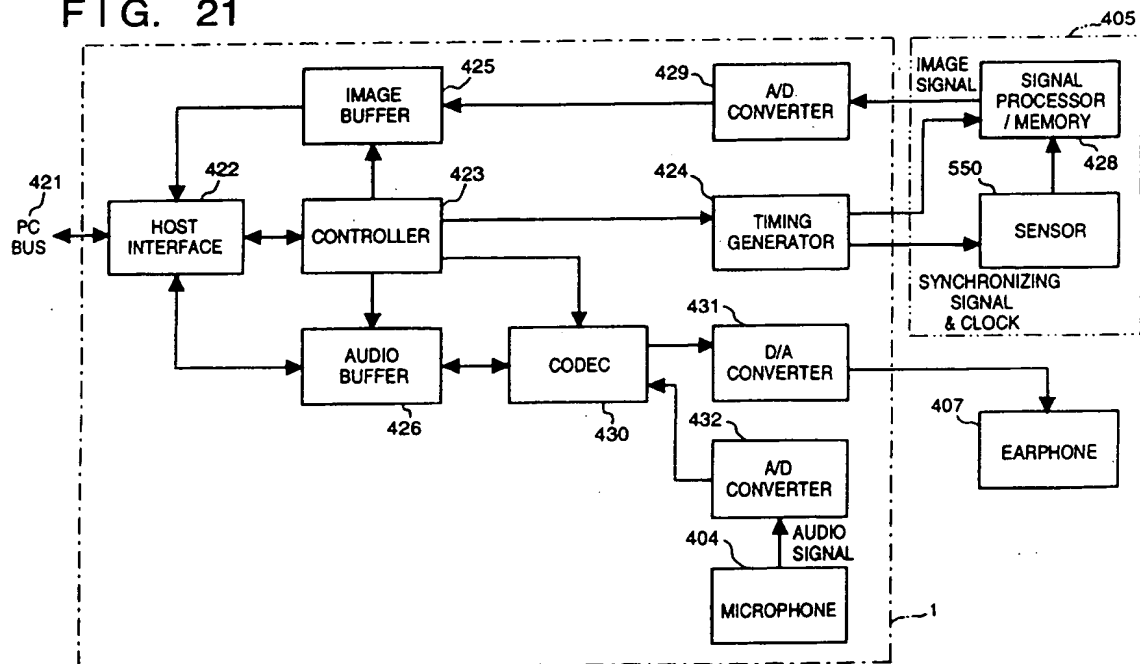 FIG. 21
405
425
IMAGE
BUFFER
429
A/D
CONVERTER
IMAGE
SIGNAL
SIGNAL
PROCESSOR
/ MEMORY
428
421
PC
BUS
422
HOST
INTERFACE
423
CONTROLLER
424
TIMING
GENERATOR
550
SENSOR
SYNCHRONIZING
SIGNAL
& CLOCK
AUDIO
BUFFER
426
CODEC
430
431
D/A
CONVERTER
407
EARPHONE
432
A/D
CONVERTER
AUDIO
SIGNAL
404
MICROPHONE
1